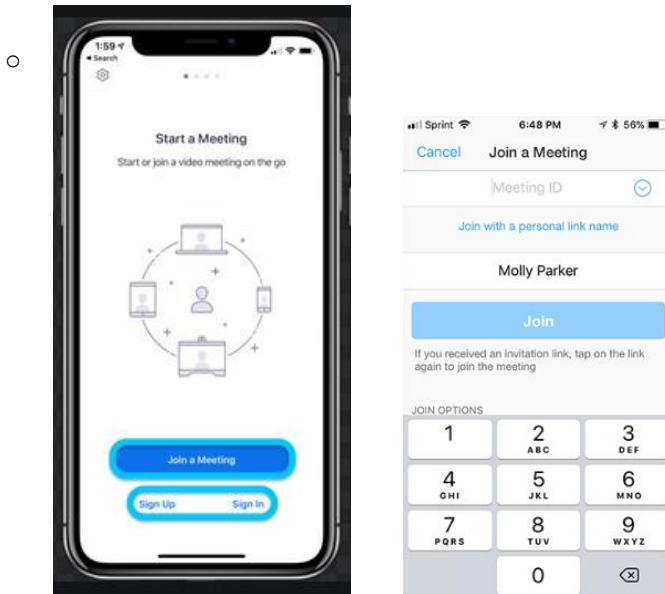 1:59
Search
Start a Meeting
Start or join a video meeting on the go
Join a Meeting
Sign Up Sign In
Sprint 6:48 PM 56%
Cancel Join a Meeting
Meeting ID
Join with a personal link name
Molly Parker
Join
If you received an invitation link, tap on the link
again to join the meeting
JOIN OPTIONS
1 2 3
ABC DEF
4 5 6
GHI JKL MNO
7 8 9
PQRS TUV WXYZ
0